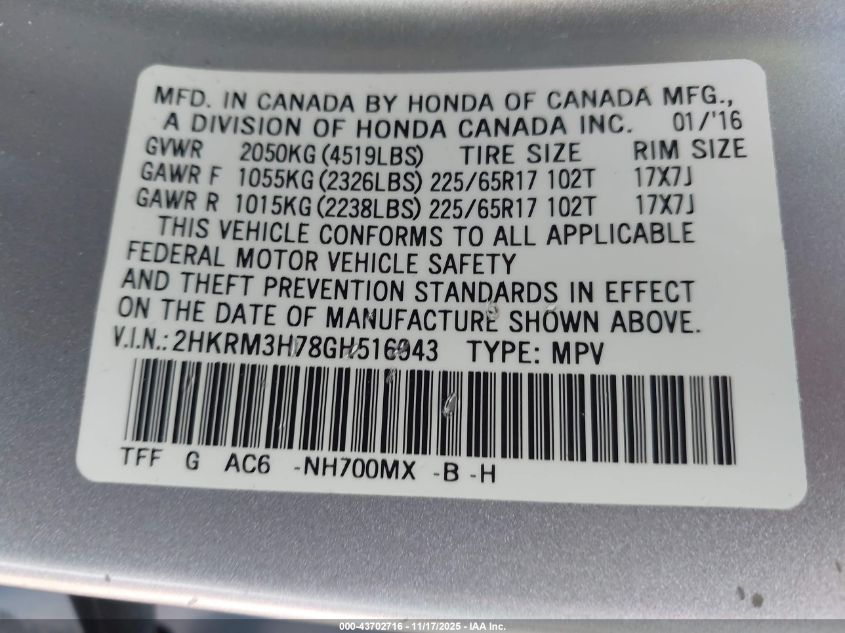 MFD. IN CANADA BY HONDA OF CANADA MFG.,
A DIVISION OF HONDA CANADA INC. 01/'16
GVWR 2050KG (4519LBS) TIRE SIZE RIM SIZE
GAWR F 1055KG (2326LBS) 225/65R17 102T 17X7J
GAWR R 1015KG (2238LBS) 225/65R17 102T 17X7J
THIS VEHICLE CONFORMS TO ALL APPLICABLE
FEDERAL MOTOR VEHICLE SAFETY
AND THEFT PREVENTION STANDARDS IN EFFECT
ON THE DATE OF MANUFACTURE SHOWN ABOVE.
V.I.N.: 2HKRM3H78GH516943 TYPE: MPV
TFF G AC6 -NH700MX -B -H
000-43702716 - 11/17/2025 - IAA Inc.